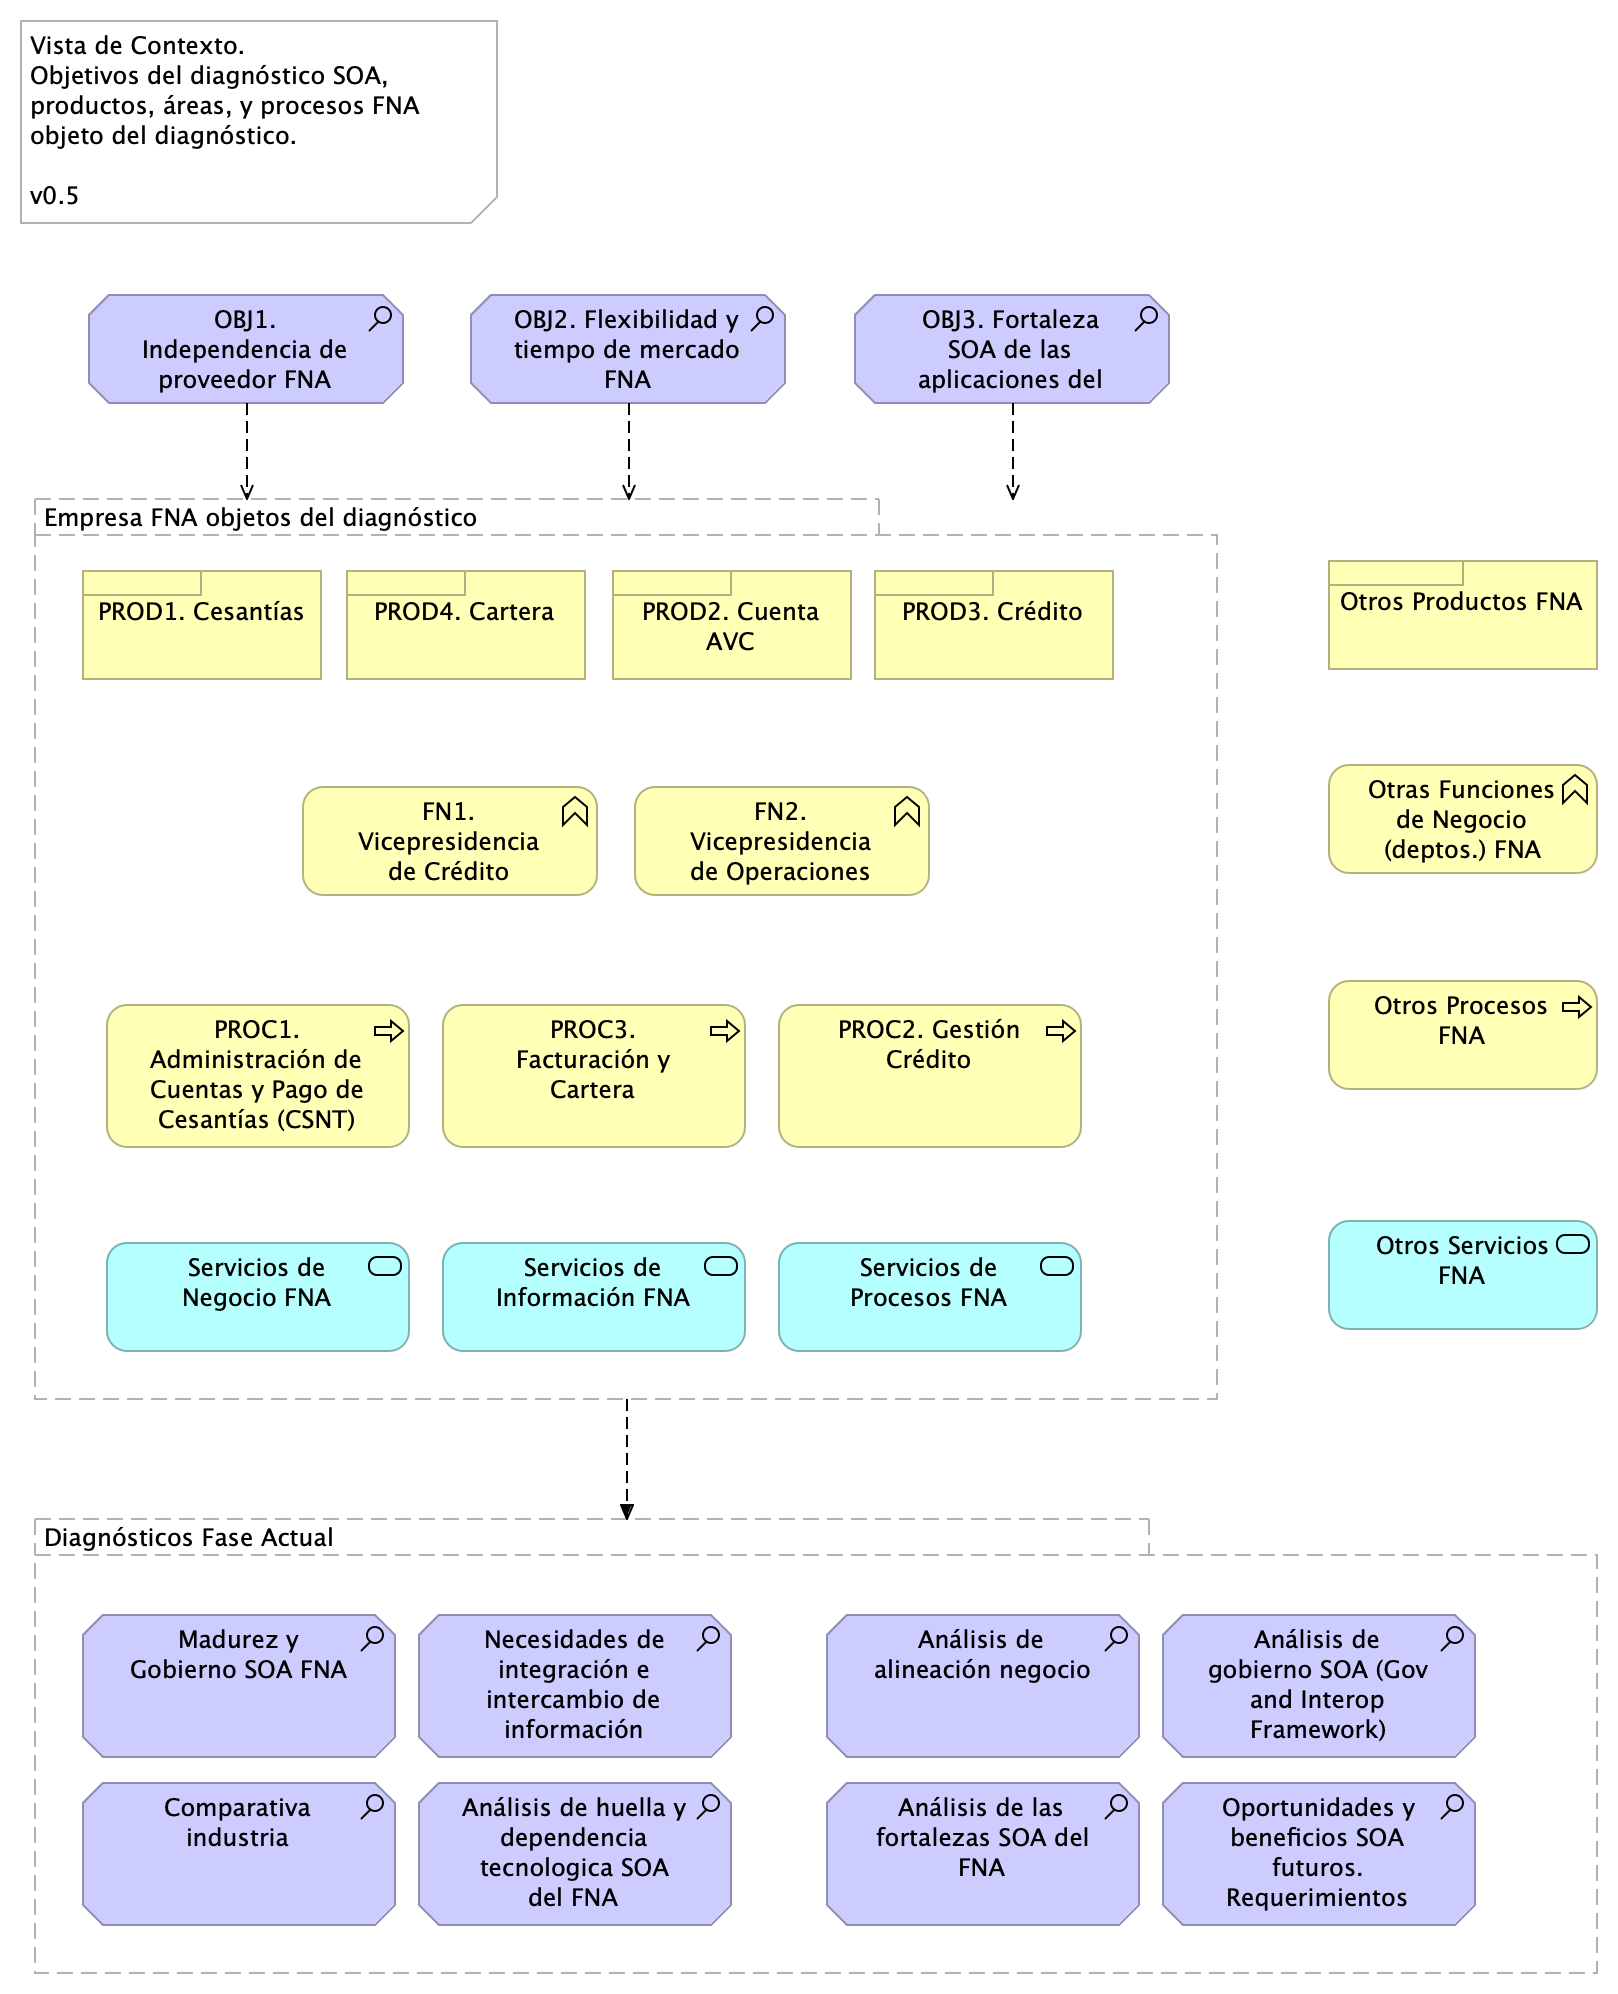 Vista de Contexto.
Objetivos del diagnóstico SOA,
productos, áreas, y procesos FNA
objeto del diagnóstico.
v0.5
OBJ1.
Independencia de
proveedor FNA
OBJ2. Flexibilidad y
tiempo de mercado
FNA
OBJ3. Fortaleza
SOA de las
aplicaciones del
Empresa FNA objetos del diagnóstico
PROD1. Cesantías
PROD4. Cartera
PROD2. Cuenta
AVC
PROD3. Crédito
Otros Productos FNA
FN1.
Vicepresidencia
de Crédito
FN2.
Vicepresidencia
de Operaciones
Otras Funciones
de Negocio
(deptos.) FNA
PROC1.
Administración de
Cuentas y Pago de
Cesantías (CSNT)
PROC3.
Facturación y
Cartera
PROC2. Gestión
Crédito
Otros Procesos
FNA
Servicios de
Negocio FNA
Servicios de
Información FNA
Servicios de
Procesos FNA
Otros Servicios
FNA
Diagnósticos Fase Actual
Madurez y
Gobierno SOA FNA
Necesidades de
integración e
intercambio de
información
Análisis de
alineación negocio
Análisis de
gobierno SOA (Gov
and Interop
Framework)
Comparativa
industria
Análisis de huella y
dependencia
tecnologica SOA
del FNA
Análisis de las
fortalezas SOA del
FNA
Oportunidades y
beneficios SOA
futuros.
Requerimientos